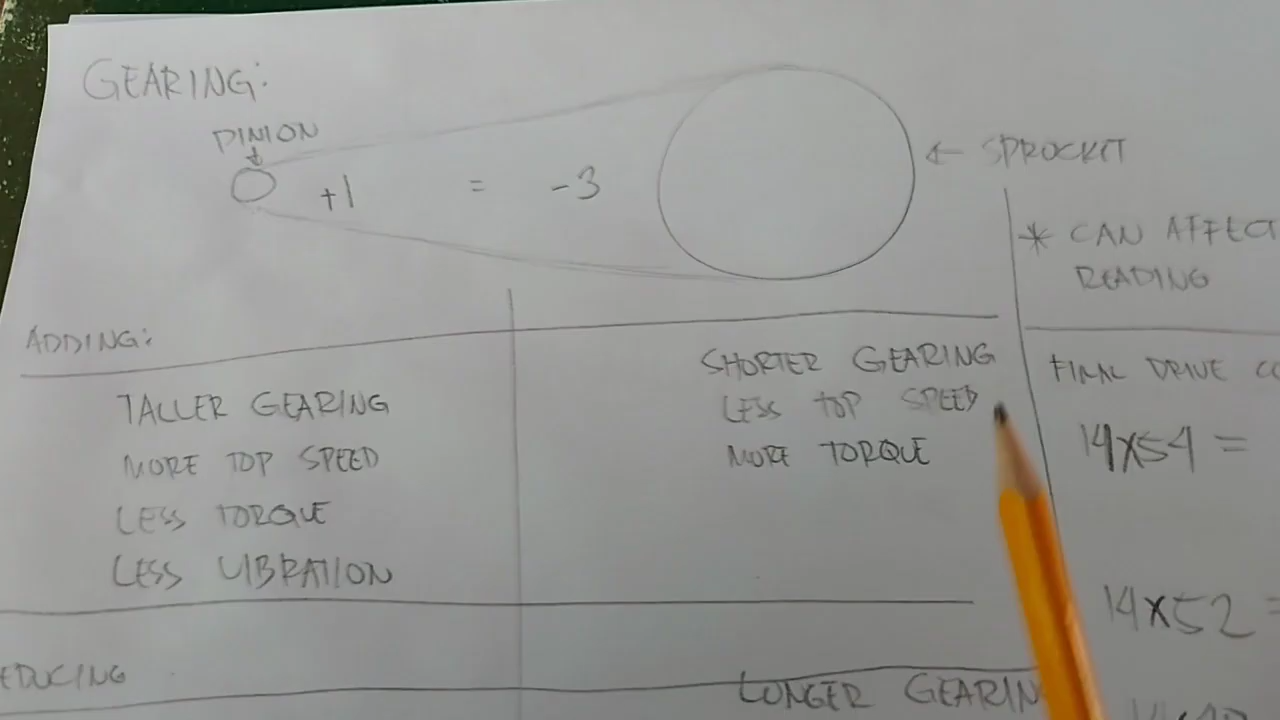 GEARING:
PINION
+1 = -3
← SPROCKET
* CAN AFFECT
READING
ADDING:
TALLER GEARING
MORE TOP SPEED
LESS TORQUE
LESS VIBRATION
SHORTER GEARING
LESS TOP SPEED
MORE TORQUE
FINAL DRIVE
14X54 =
14X52 =
EDUCING
LONGER GEARIN